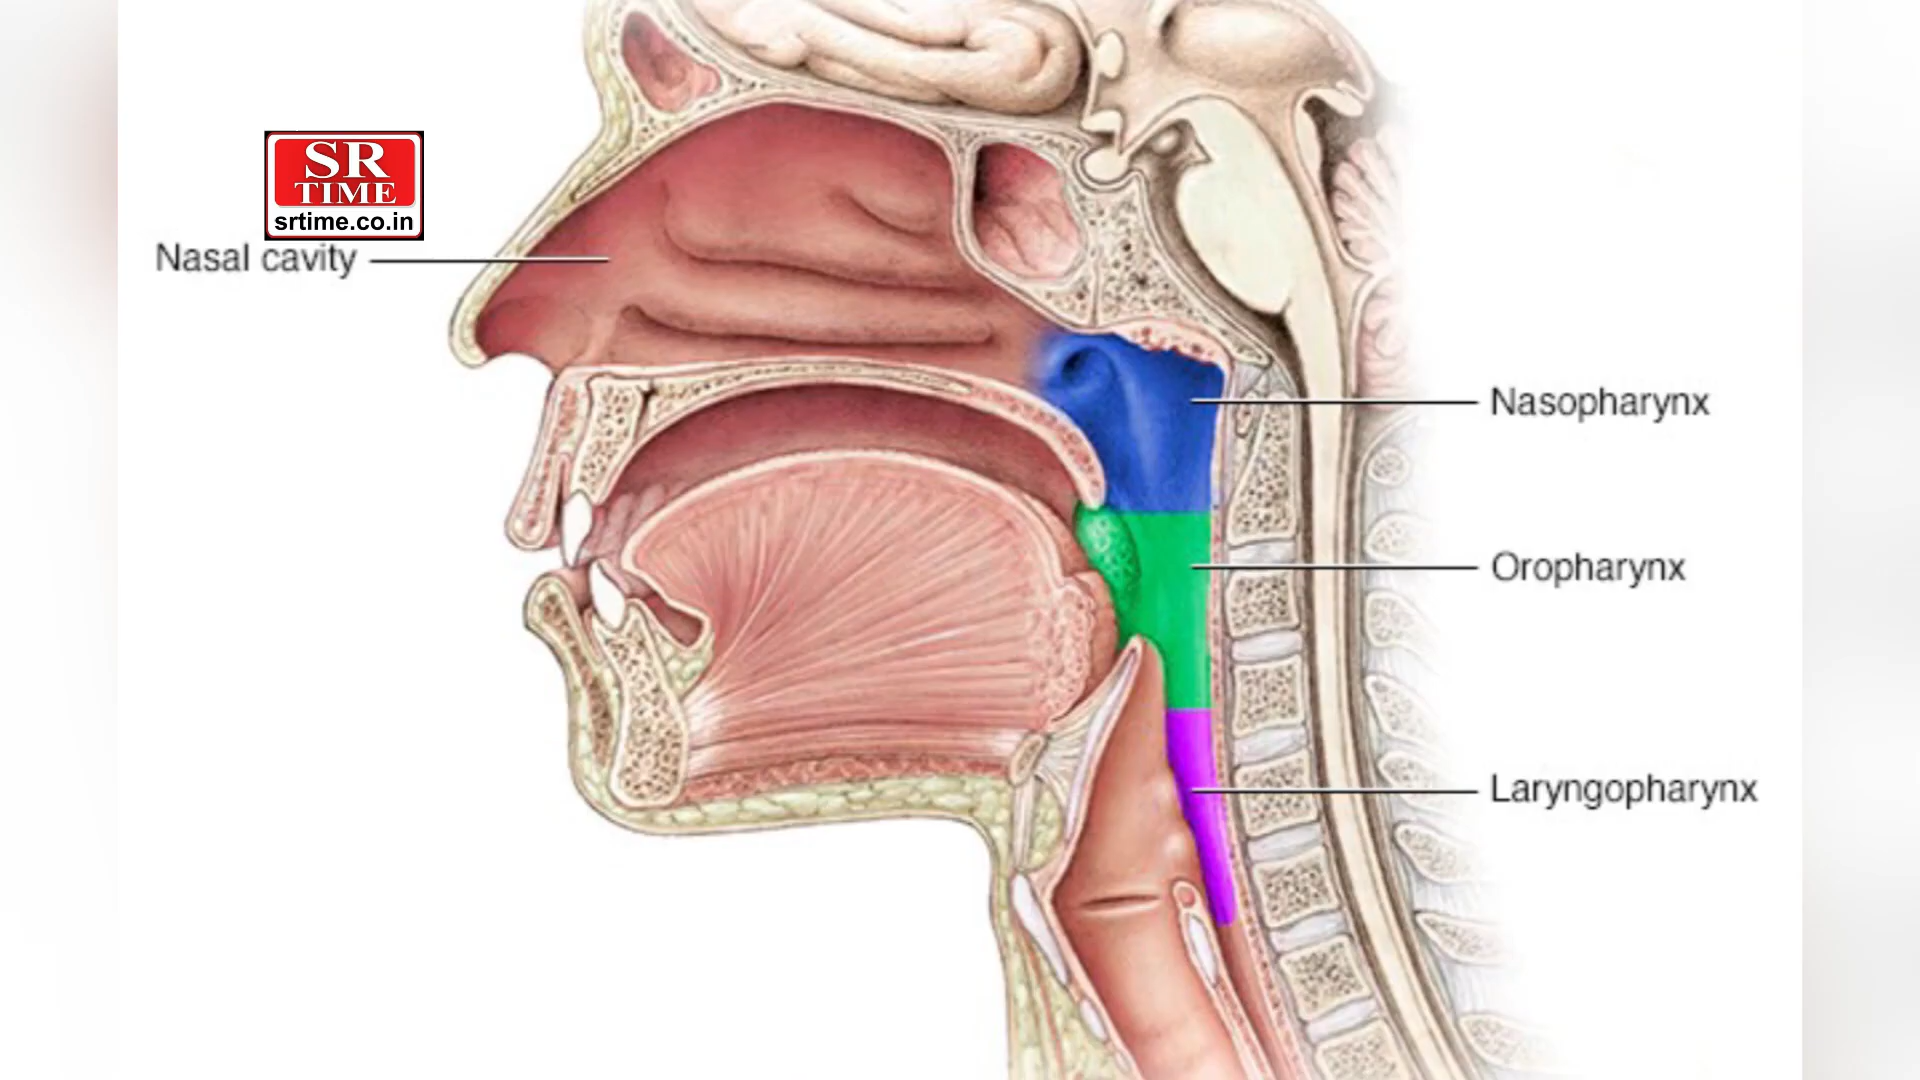 SR
TIME
srtime.co.in
Nasal cavity
Nasopharynx
Oropharynx
Laryngopharynx